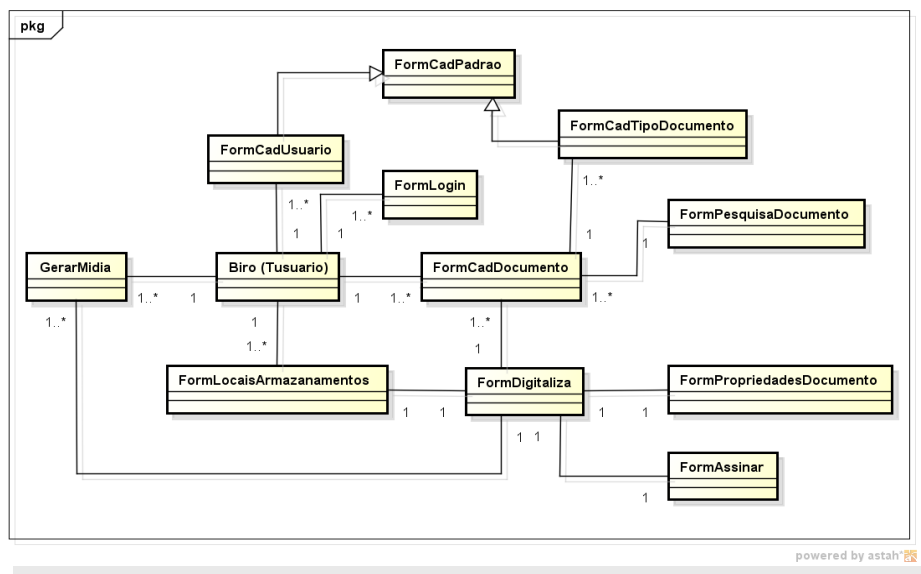 pkg
FormCadPadrao
FormCadTipoDocumento
FormCadUsuario
1..*
FormLogin
1..*
1..*
FormPesquisaDocumento
1
1
1
1
GerarMidia
Biro (Tusuario)
FormCadDocumento
1..*
1
1
1..*
1..*
1..*
1
1..*
1..*
1
FormLocaisArmazanamentos
FormDigitaliza
FormPropriedadesDocumento
1
1
1
1
1
1
FormAssinar
1
powered by astah*